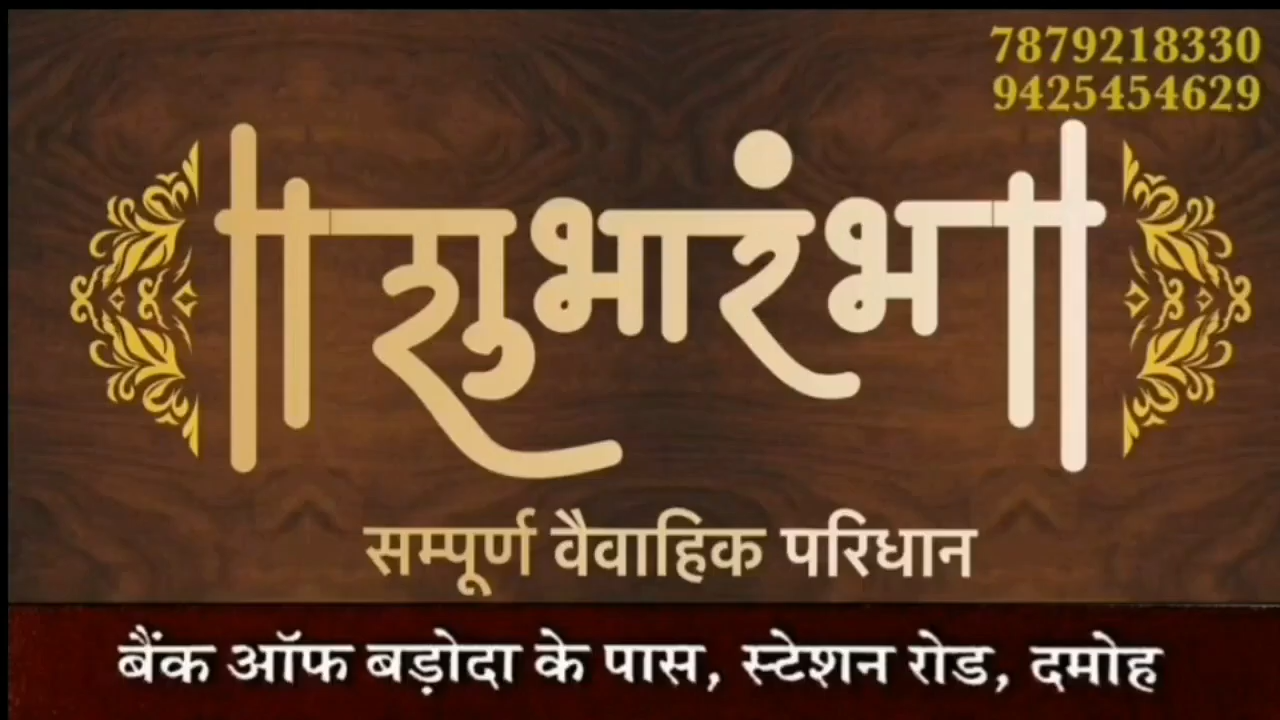 7879218330
9425454629
॥ शुभारंभ ॥
सम्पूर्ण वैवाहिक परिधान
बैंक ऑफ बड़ोदा के पास, स्टेशन रोड, दमोह